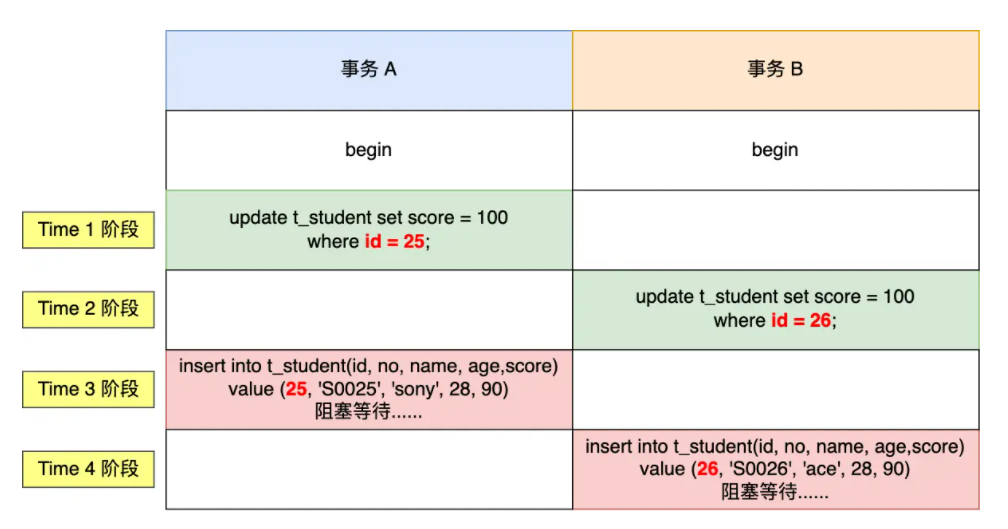 事务 A
事务 B
begin
begin
Time 1 阶段
update t_student set score = 100
where id = 25;
Time 2 阶段
update t_student set score = 100
where id = 26;
Time 3 阶段
insert into t_student(id, no, name, age,score)
value (25, 'S0025', 'sony', 28, 90)
阻塞等待......
Time 4 阶段
insert into t_student(id, no, name, age,score)
value (26, 'S0026', 'ace', 28, 90)
阻塞等待......